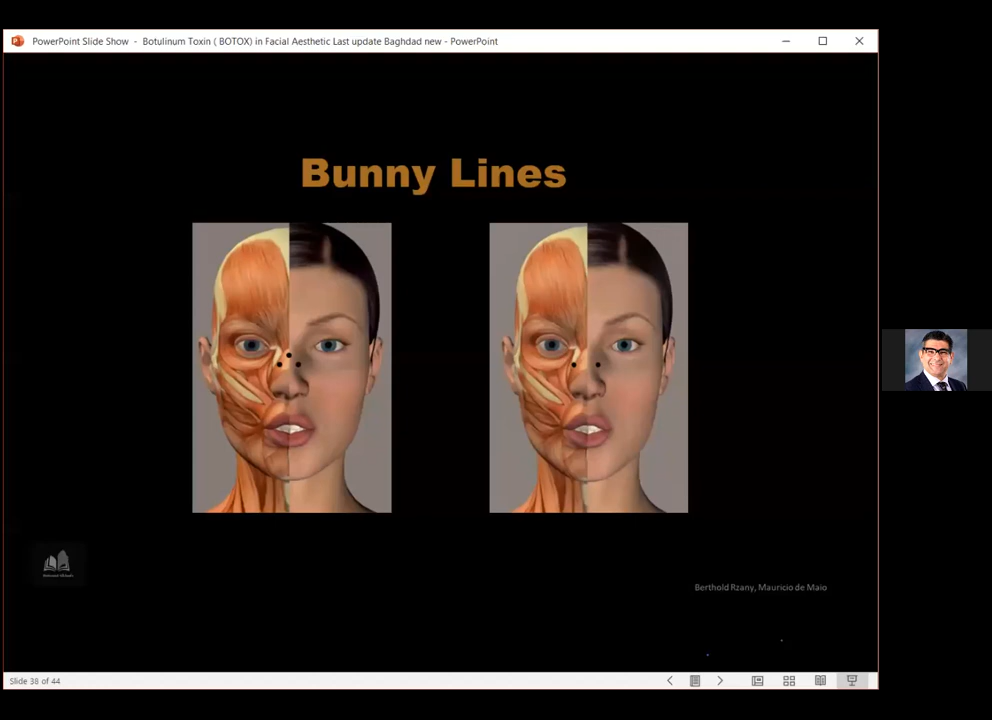 PowerPoint Slide Show - Botulinum Toxin ( BOTOX) in Facial Aesthetic Last update Baghdad new - PowerPoint
Bunny Lines
Berthold Rzany, Mauricio de Maio
Slide 38 of 44